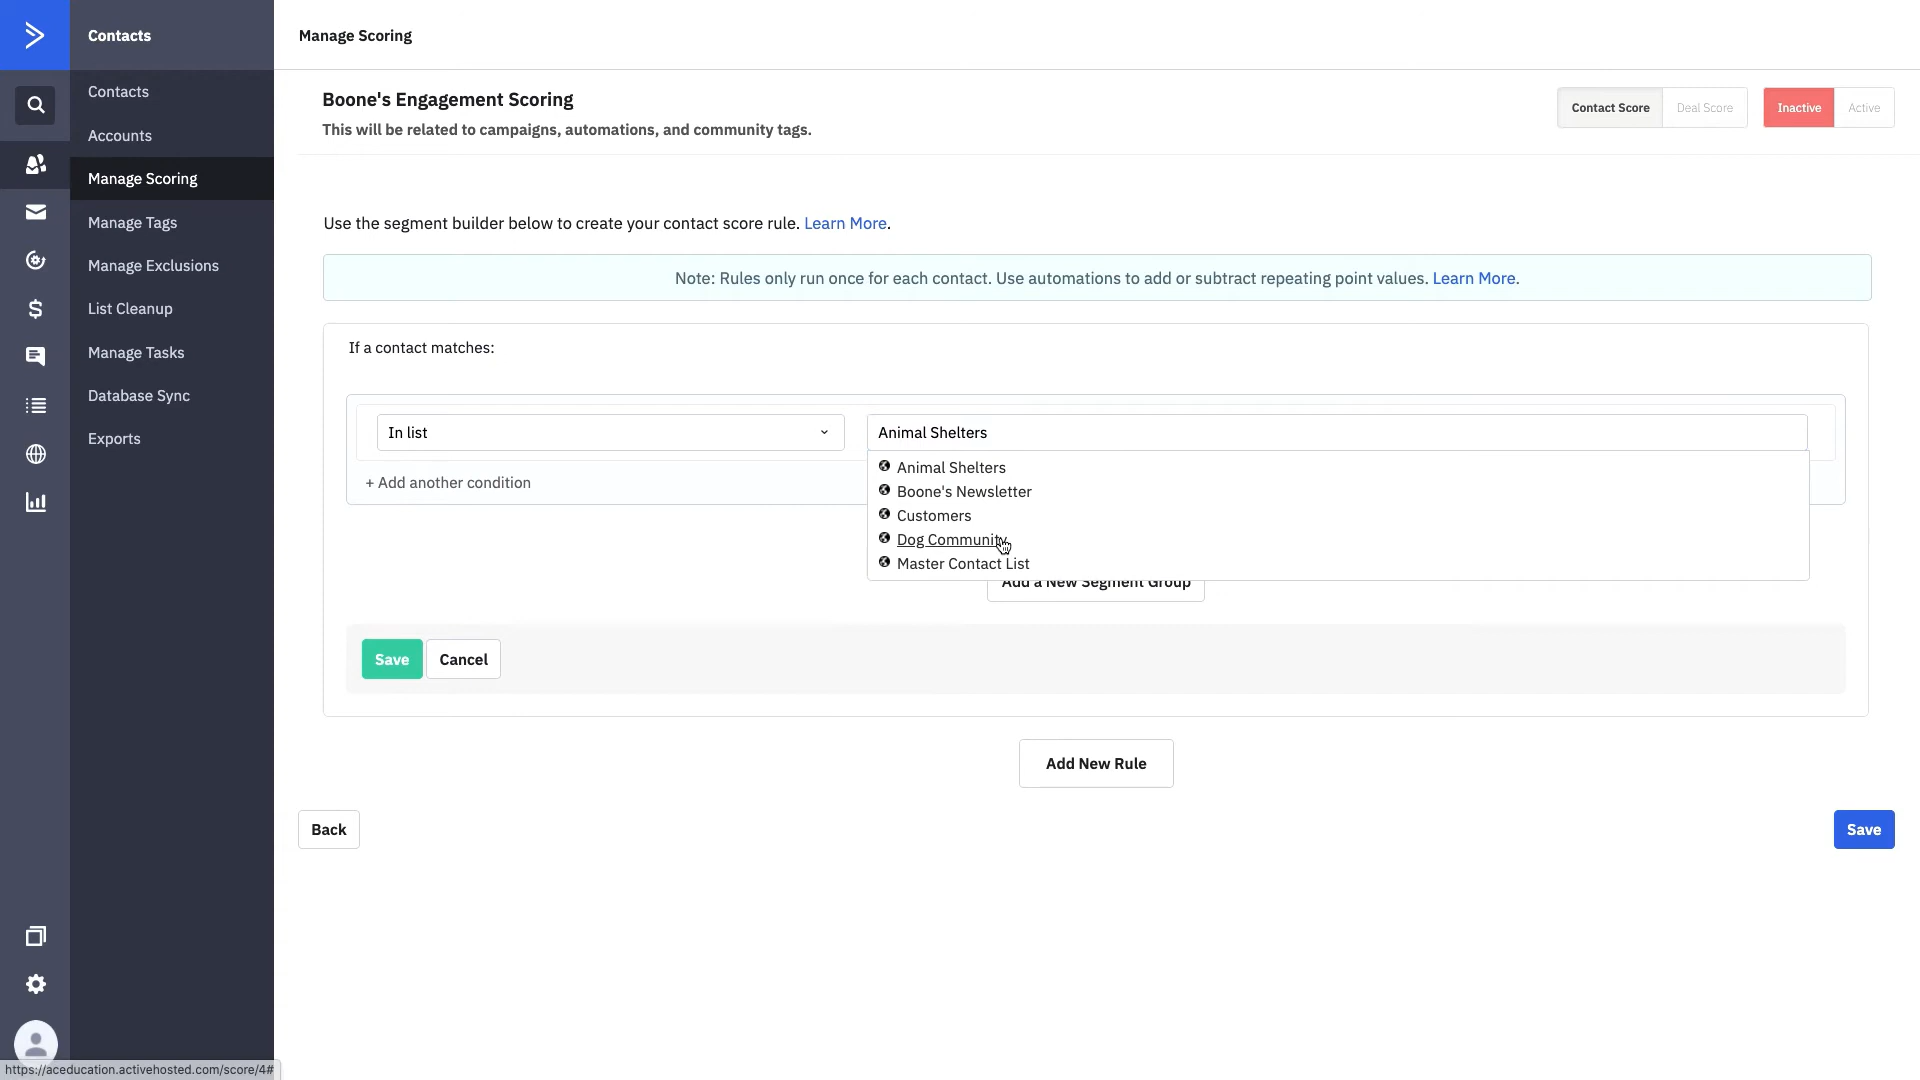 Contacts
Manage Scoring
Contacts
Accounts
Manage Scoring
Manage Tags
Manage Exclusions
List Cleanup
Manage Tasks
Database Sync
Exports
Boone's Engagement Scoring
This will be related to campaigns, automations, and community tags.
Contact Score
Deal Score
Inactive
Active
Use the segment builder below to create your contact score rule. Learn More.
Note: Rules only run once for each contact. Use automations to add or subtract repeating point values. Learn More.
If a contact matches:
In list
Animal Shelters
Animal Shelters
Boone's Newsletter
Customers
Dog Community
Master Contact List
+ Add another condition
Add a New Segment Group
Save
Cancel
Add New Rule
Back
Save
https://aceducation.activehosted.com/score/4#